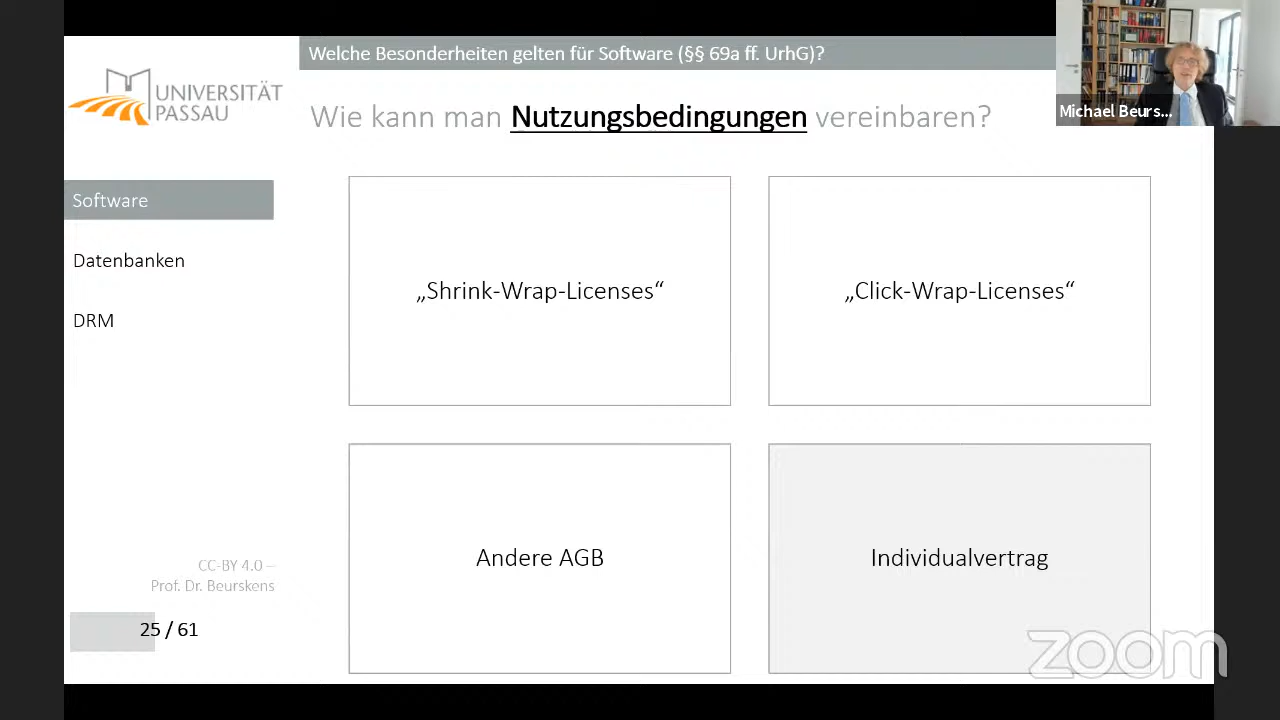 Welche Besonderheiten gelten für Software (§§ 69a ff. UrhG)?
Michael Beurs...
UNIVERSITÄT
PASSAU
Wie kann man Nutzungsbedingungen vereinbaren?
Software
Datenbanken
DRM
„Shrink-Wrap-Licenses“
„Click-Wrap-Licenses“
Andere AGB
Individualvertrag
CC-BY 4.0 –
Prof. Dr. Beurskens
25 / 61
zoom